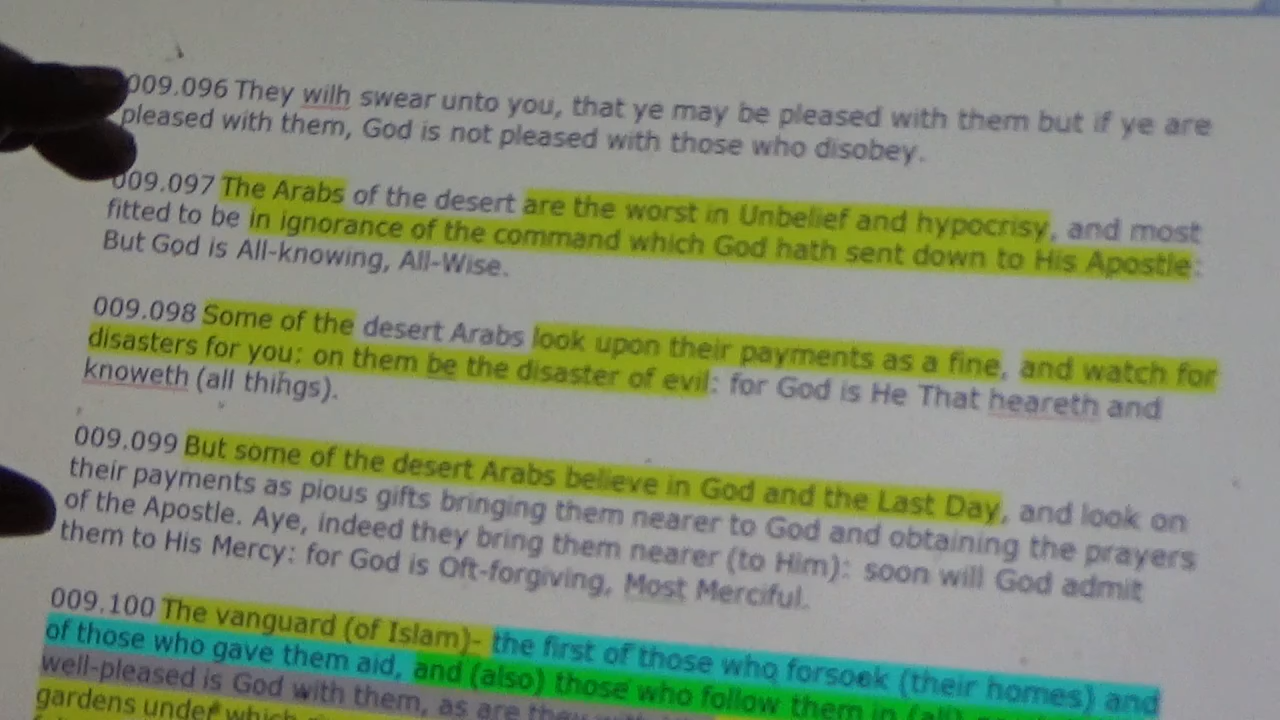 009.096 They wilh swear unto you, that ye may be pleased with them but if ye are
pleased with them, God is not pleased with those who disobey.
009.097 The Arabs of the desert are the worst in Unbelief and hypocrisy, and most
fitted to be in ignorance of the command which God hath sent down to His Apostle:
But God is All-knowing, All-Wise.
009.098 Some of the desert Arabs look upon their payments as a fine, and watch for
disasters for you: on them be the disaster of evil: for God is He That heareth and
knoweth (all things).
009.099 But some of the desert Arabs believe in God and the Last Day, and look on
their payments as pious gifts bringing them nearer to God and obtaining the prayers
of the Apostle. Aye, indeed they bring them nearer (to Him): soon will God admit
them to His Mercy: for God is Oft-forgiving, Most Merciful.
009.100 The vanguard (of Islam)- the first of those who forsook (their homes) and
of those who gave them aid, and (also) those who follow them in (all)
well-pleased is God with them, as are they
gardens under which